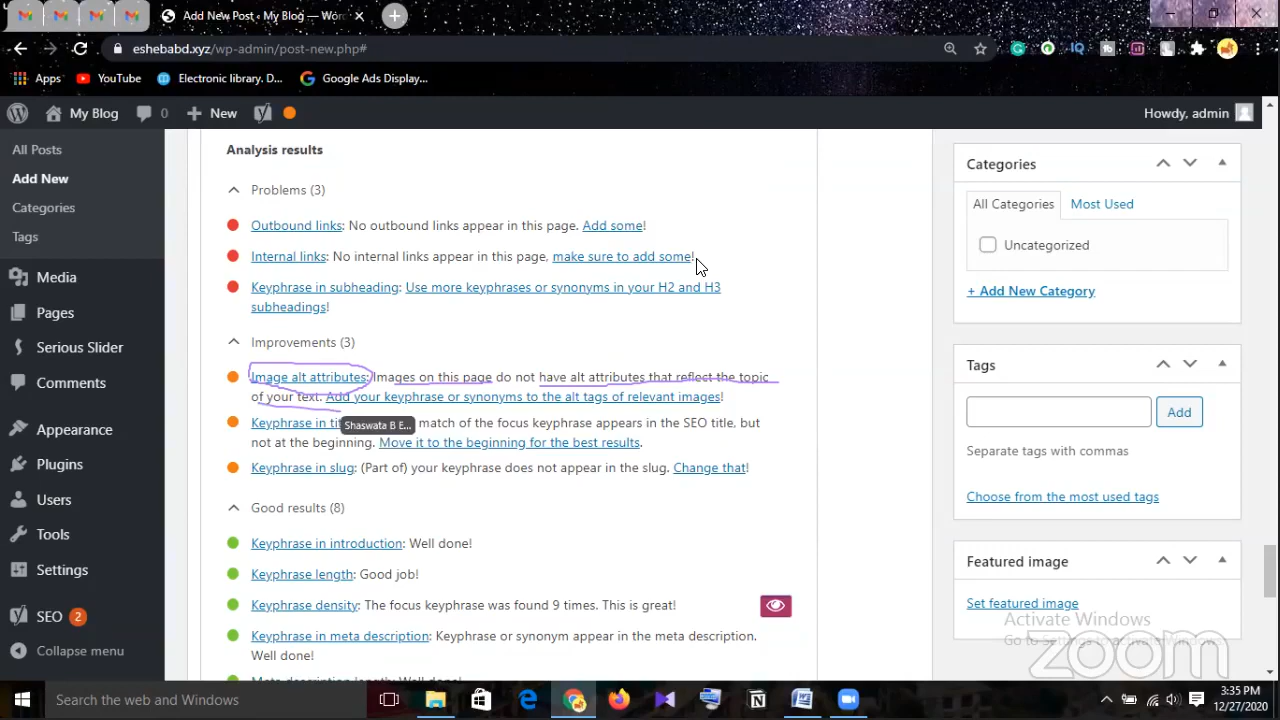 Add New Post ‹ My Blog — Wor
eshebabd.xyz/wp-admin/post-new.php#
Apps
YouTube
Electronic library. D...
Google Ads Display...
My Blog
0
New
Howdy, admin
All Posts
Add New
Categories
Tags
Media
Pages
Serious Slider
Comments
Appearance
Plugins
Users
Tools
Settings
SEO 2
Collapse menu
Analysis results
Problems (3)
Outbound links: No outbound links appear in this page. Add some!
Internal links: No internal links appear in this page, make sure to add some!
Keyphrase in subheading: Use more keyphrases or synonyms in your H2 and H3
subheadings!
Improvements (3)
Image alt attributes: Images on this page do not have alt attributes that reflect the topic
of your text. Add your keyphrase or synonyms to the alt tags of relevant images!
Shaswata B E...
Keyphrase in match of the focus keyphrase appears in the SEO title, but
not at the beginning. Move it to the beginning for the best results.
Keyphrase in slug: (Part of) your keyphrase does not appear in the slug. Change that!
Good results (8)
Keyphrase in introduction: Well done!
Keyphrase length: Good job!
Keyphrase density: The focus keyphrase was found 9 times. This is great!
Keyphrase in meta description: Keyphrase or synonym appear in the meta description.
Well done!
Meta description length: Well done!
Categories
All Categories
Most Used
Uncategorized
+ Add New Category
Tags
Add
Separate tags with commas
Choose from the most used tags
Featured image
Set featured image
Activate Windows
Go to Settings to activate Windows.
zoom
Search the web and Windows
3:35 PM
12/27/2020